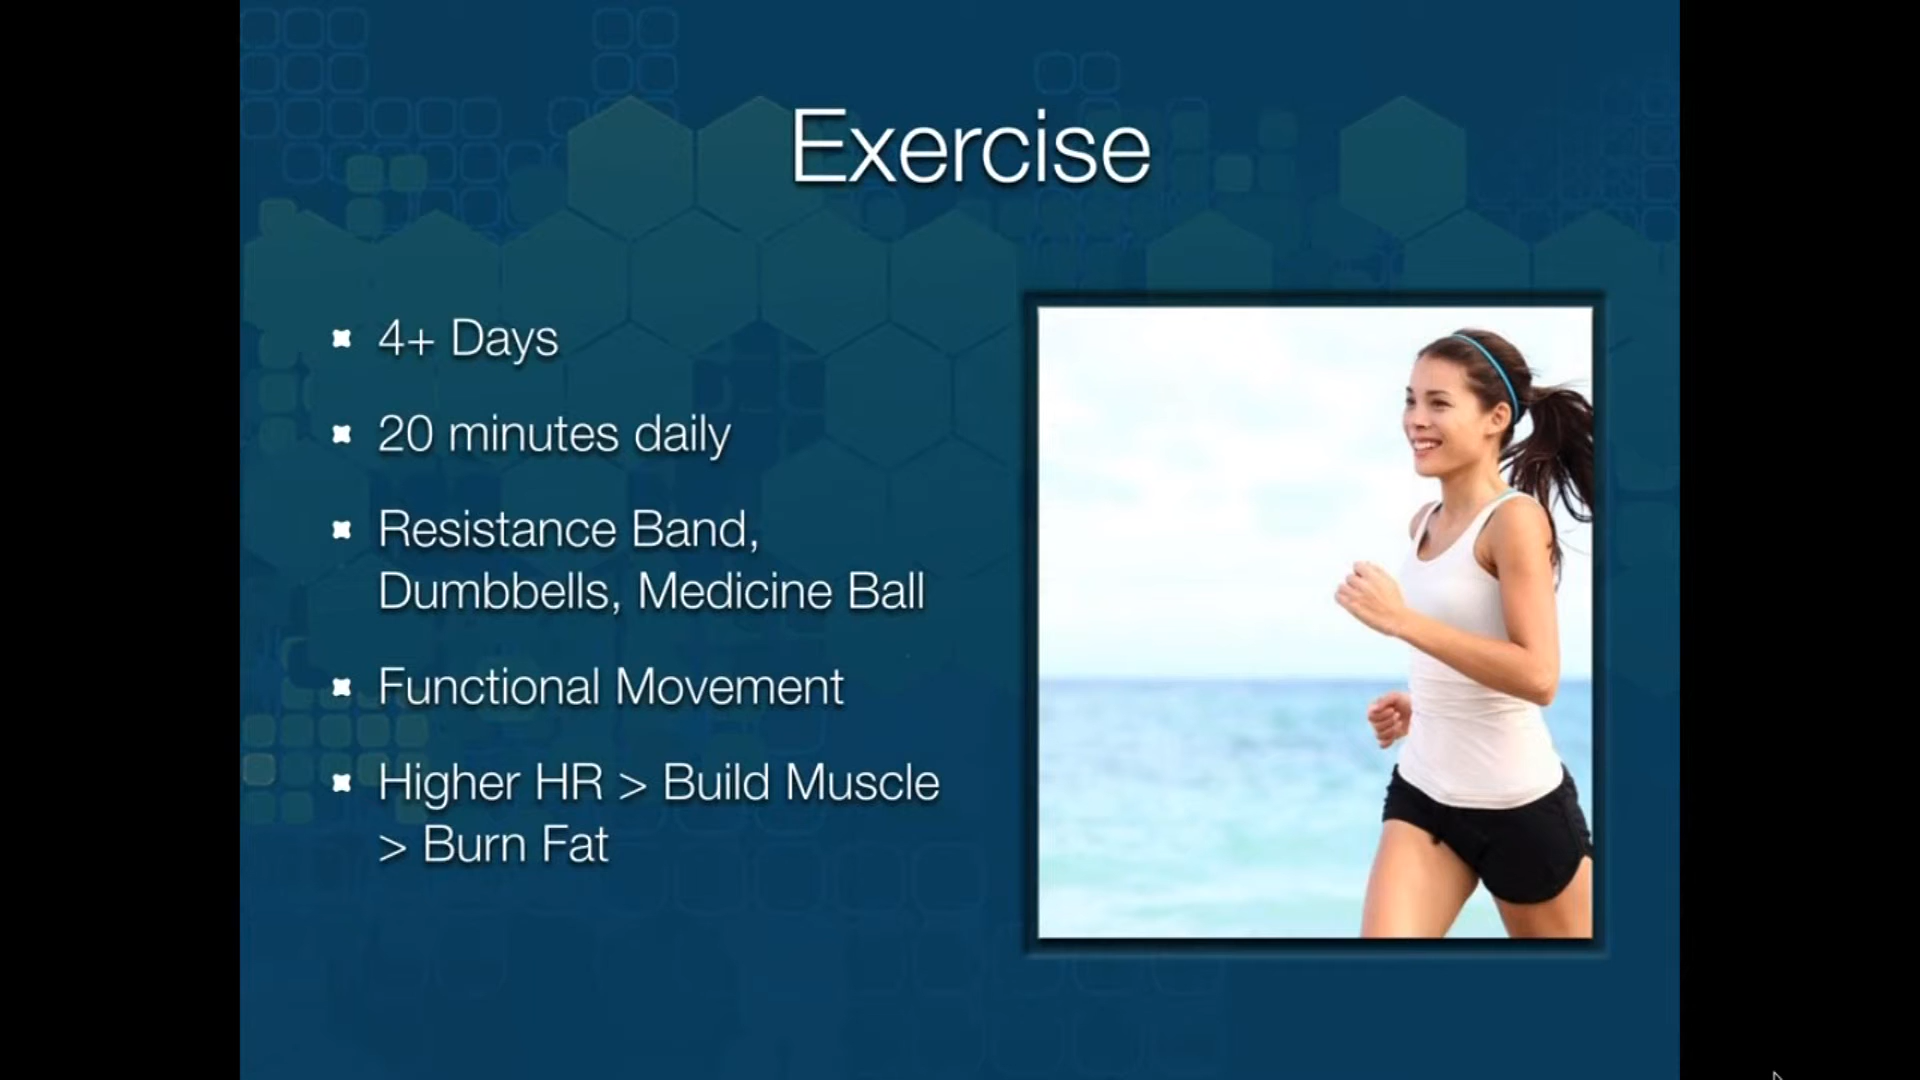 Exercise
4+ Days
20 minutes daily
Resistance Band,
Dumbbells, Medicine Ball
Functional Movement
Higher HR > Build Muscle
> Burn Fat